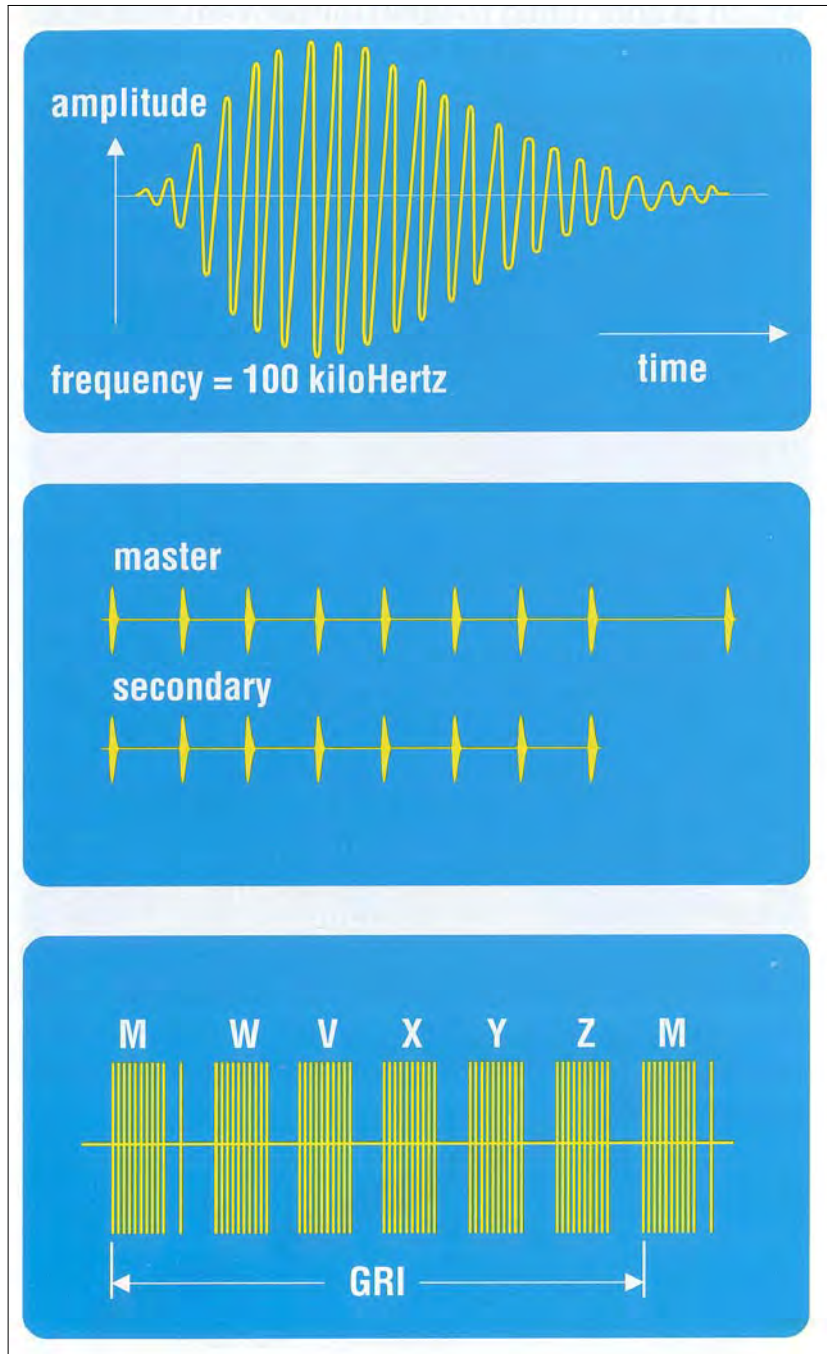 amplitude
frequency = 100 kiloHertz
time
master
secondary
M W V X Y Z M
GRI